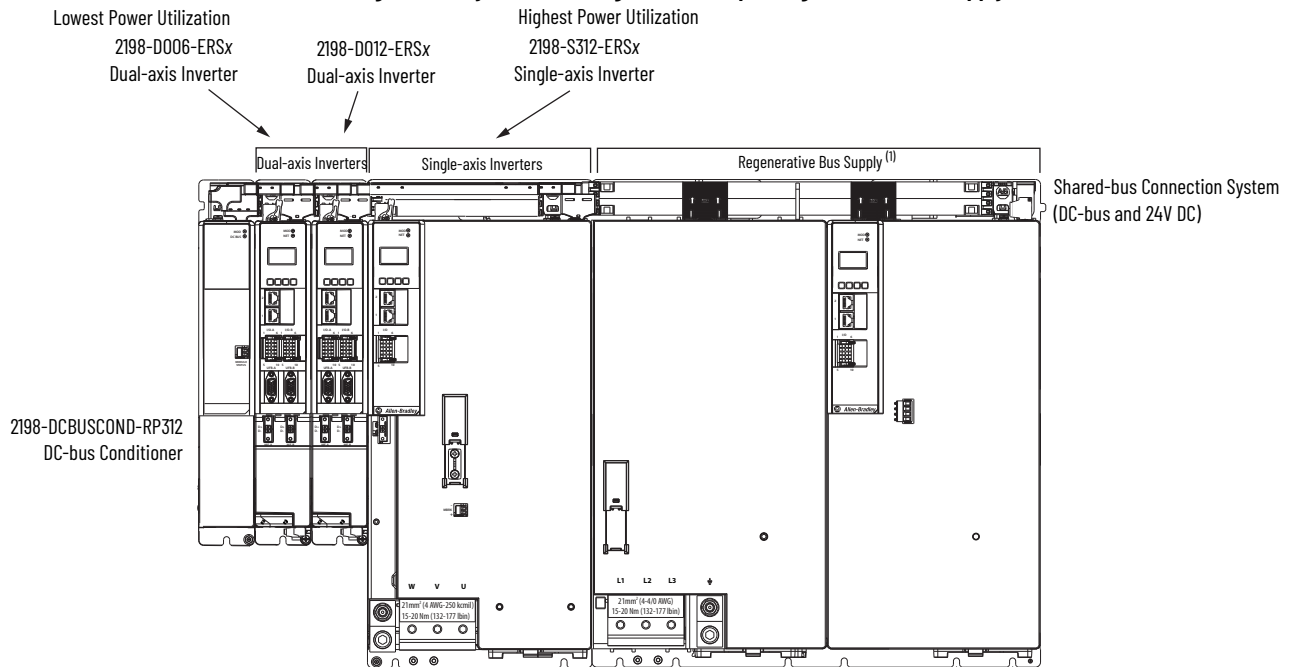 Lowest Power Utilization
2198-D006-ERSx
Dual-axis Inverter
2198-D012-ERSx
Dual-axis Inverter
Highest Power Utilization
2198-S312-ERSx
Single-axis Inverter
Dual-axis Inverters
Single-axis Inverters
Regenerative Bus Supply (1)
Shared-bus Connection System
(DC-bus and 24V DC)
2198-DCBUSCOND-RP312
DC-bus Conditioner
Allen-Bradley
Allen-Bradley
W V U
21mm² (4 AWG-250 kcmil)
15-20 Nm (132-177 lbin)
L1 L2 L3
21mm² (4-4/0 AWG)
15-20 Nm (132-177 lbin)